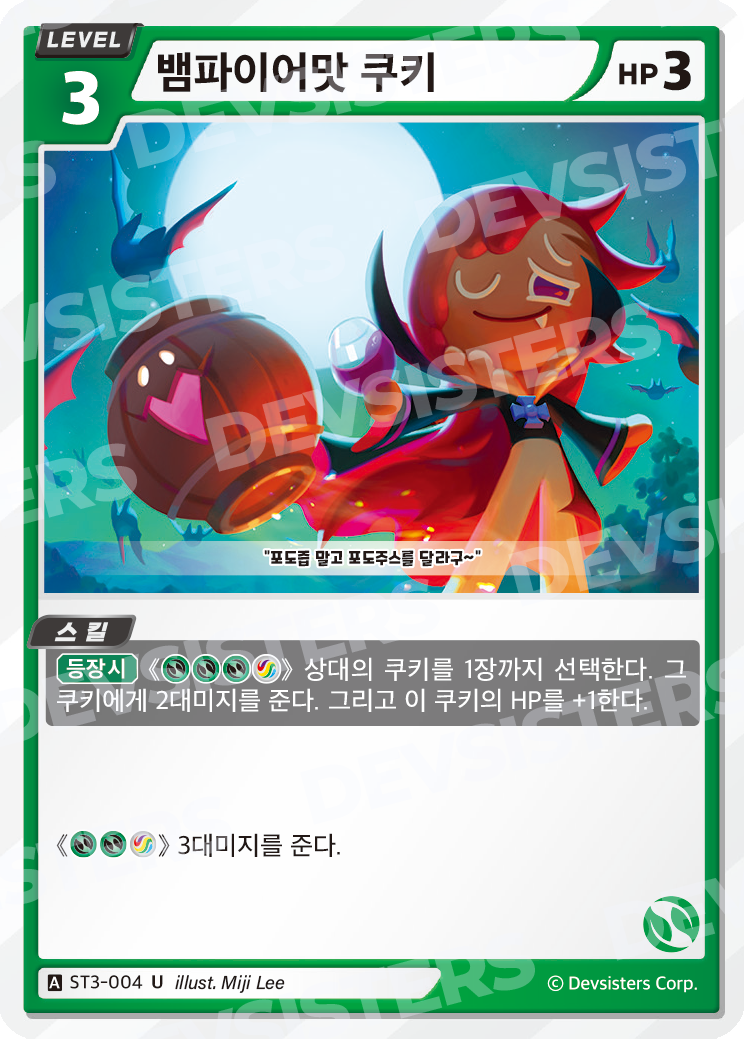 LEVEL
3
뱀파이어맛 쿠키
HP 3
"포도즙 말고 포도주스를 달라구~"
스킬
등장시 《》 상대의 쿠키를 1장까지 선택한다. 그
쿠키에게 2대미지를 준다. 그리고 이 쿠키의 HP를 +1한다.
《》 3대미지를 준다.
A ST3-004 U illust. Miji Lee
© Devsisters Corp.
DEVSISTERS